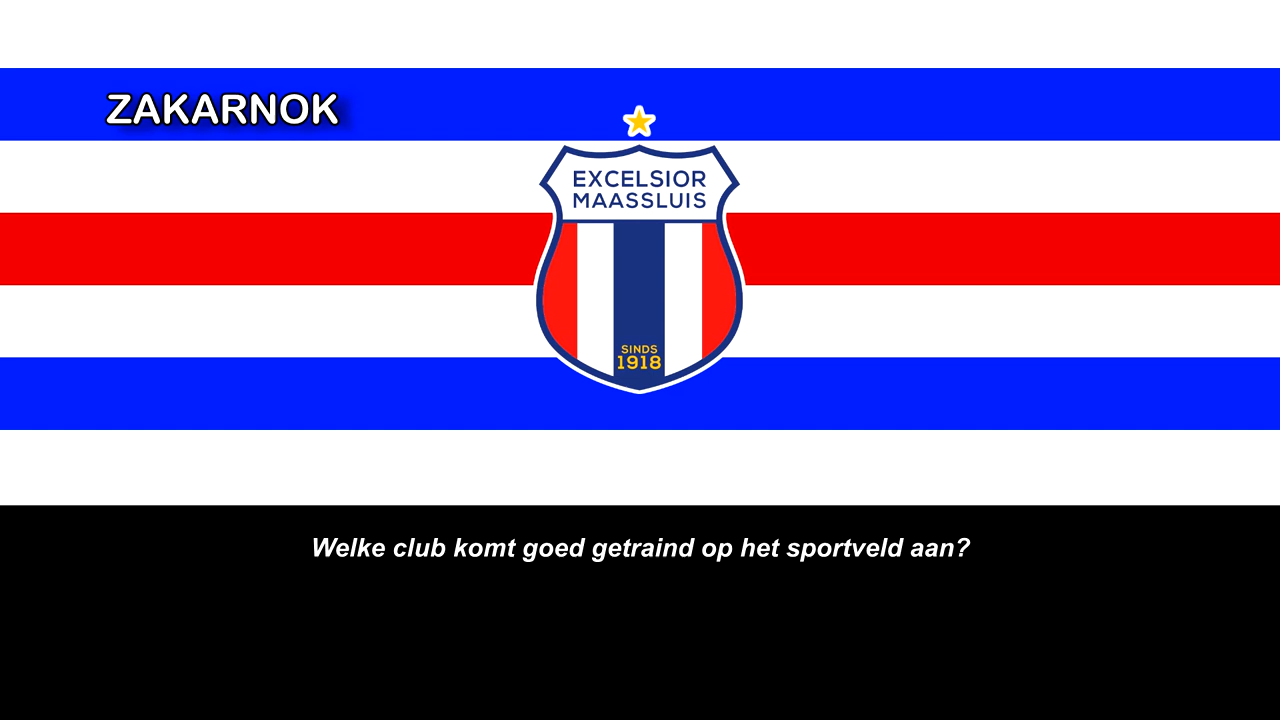 ZAKARNOK
EXCELSIOR
MAASSLUIS
SINDS
1918
Welke club komt goed getraind op het sportveld aan?